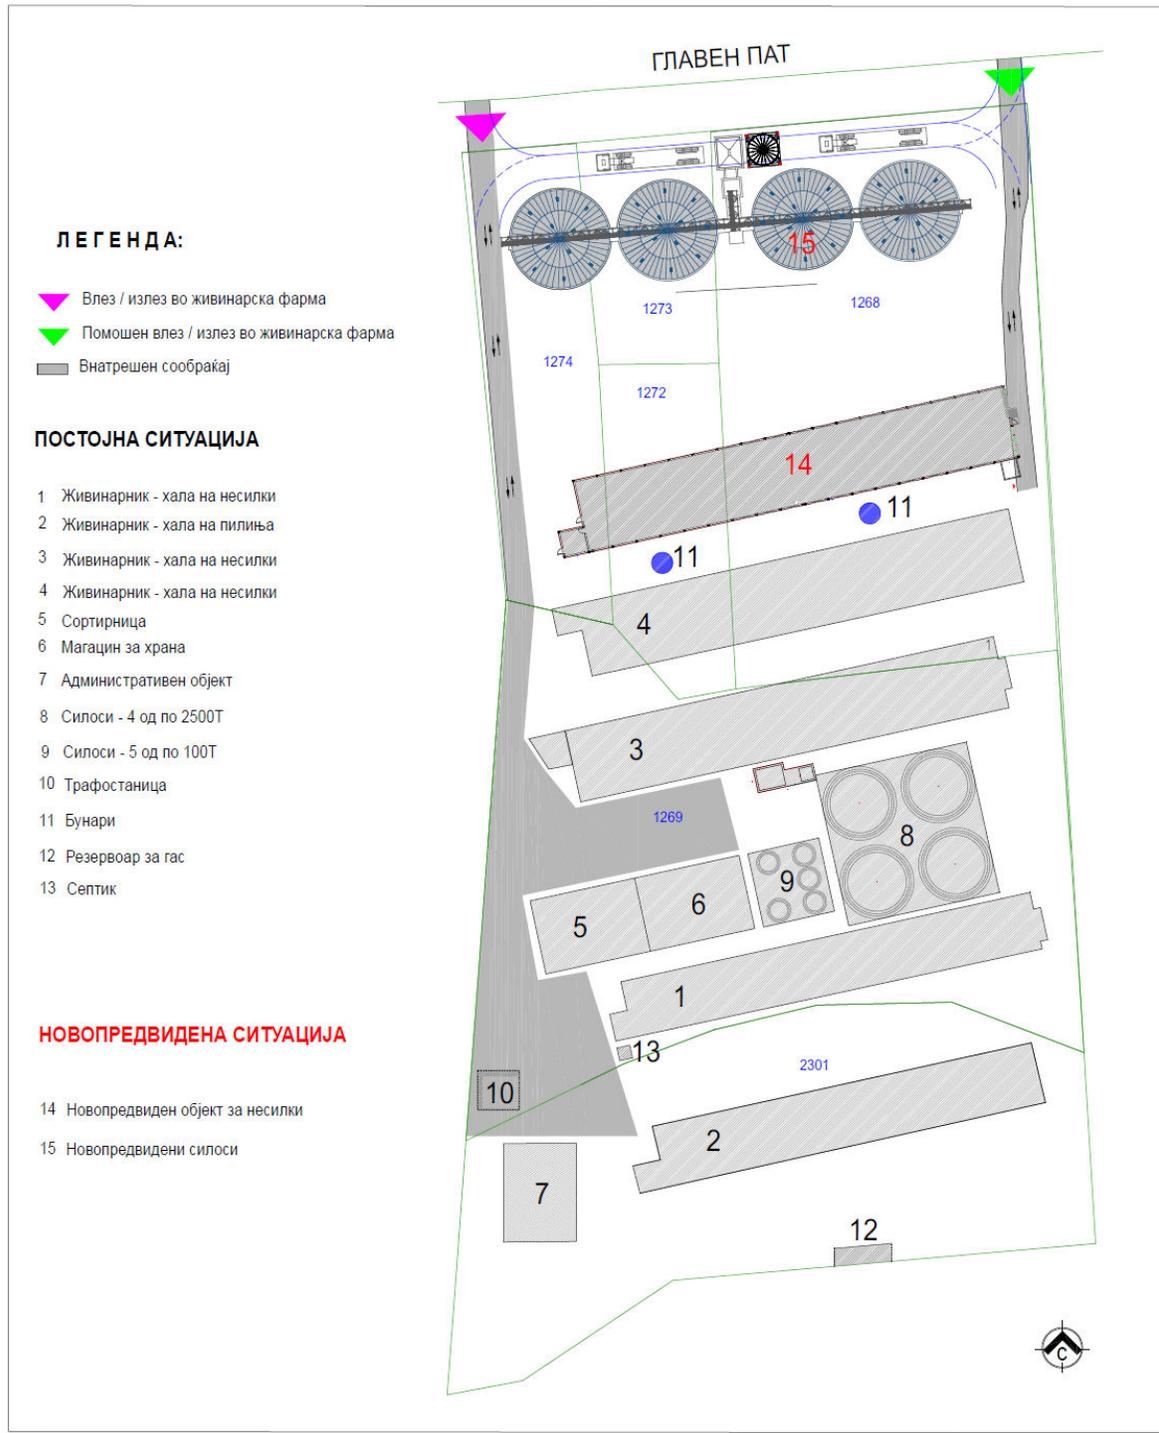 ГЛАВЕН ПАТ
ЛЕГЕНДА:
Влез / излез во живинарска фарма
Помошен влез / излез во живинарска фарма
Внатрешен сообраќај
ПОСТОЈНА СИТУАЦИЈА
1 Живинарник - хала на несилки
2 Живинарник - хала на пилиња
3 Живинарник - хала на несилки
4 Живинарник - хала на несилки
5 Сортирница
6 Магацин за храна
7 Административен објект
8 Силоси - 4 од по 2500Т
9 Силоси - 5 од по 100Т
10 Трафостаница
11 Бунари
12 Резервоар за гас
13 Септик
НОВОПРЕДВИДЕНА СИТУАЦИЈА
14 Новопредвиден објект за несилки
15 Новопредвидени силоси
15
1273
1268
1274
1272
14
11
11
4
1
3
1269
8
9
6
5
1
13
2301
10
2
7
12
С